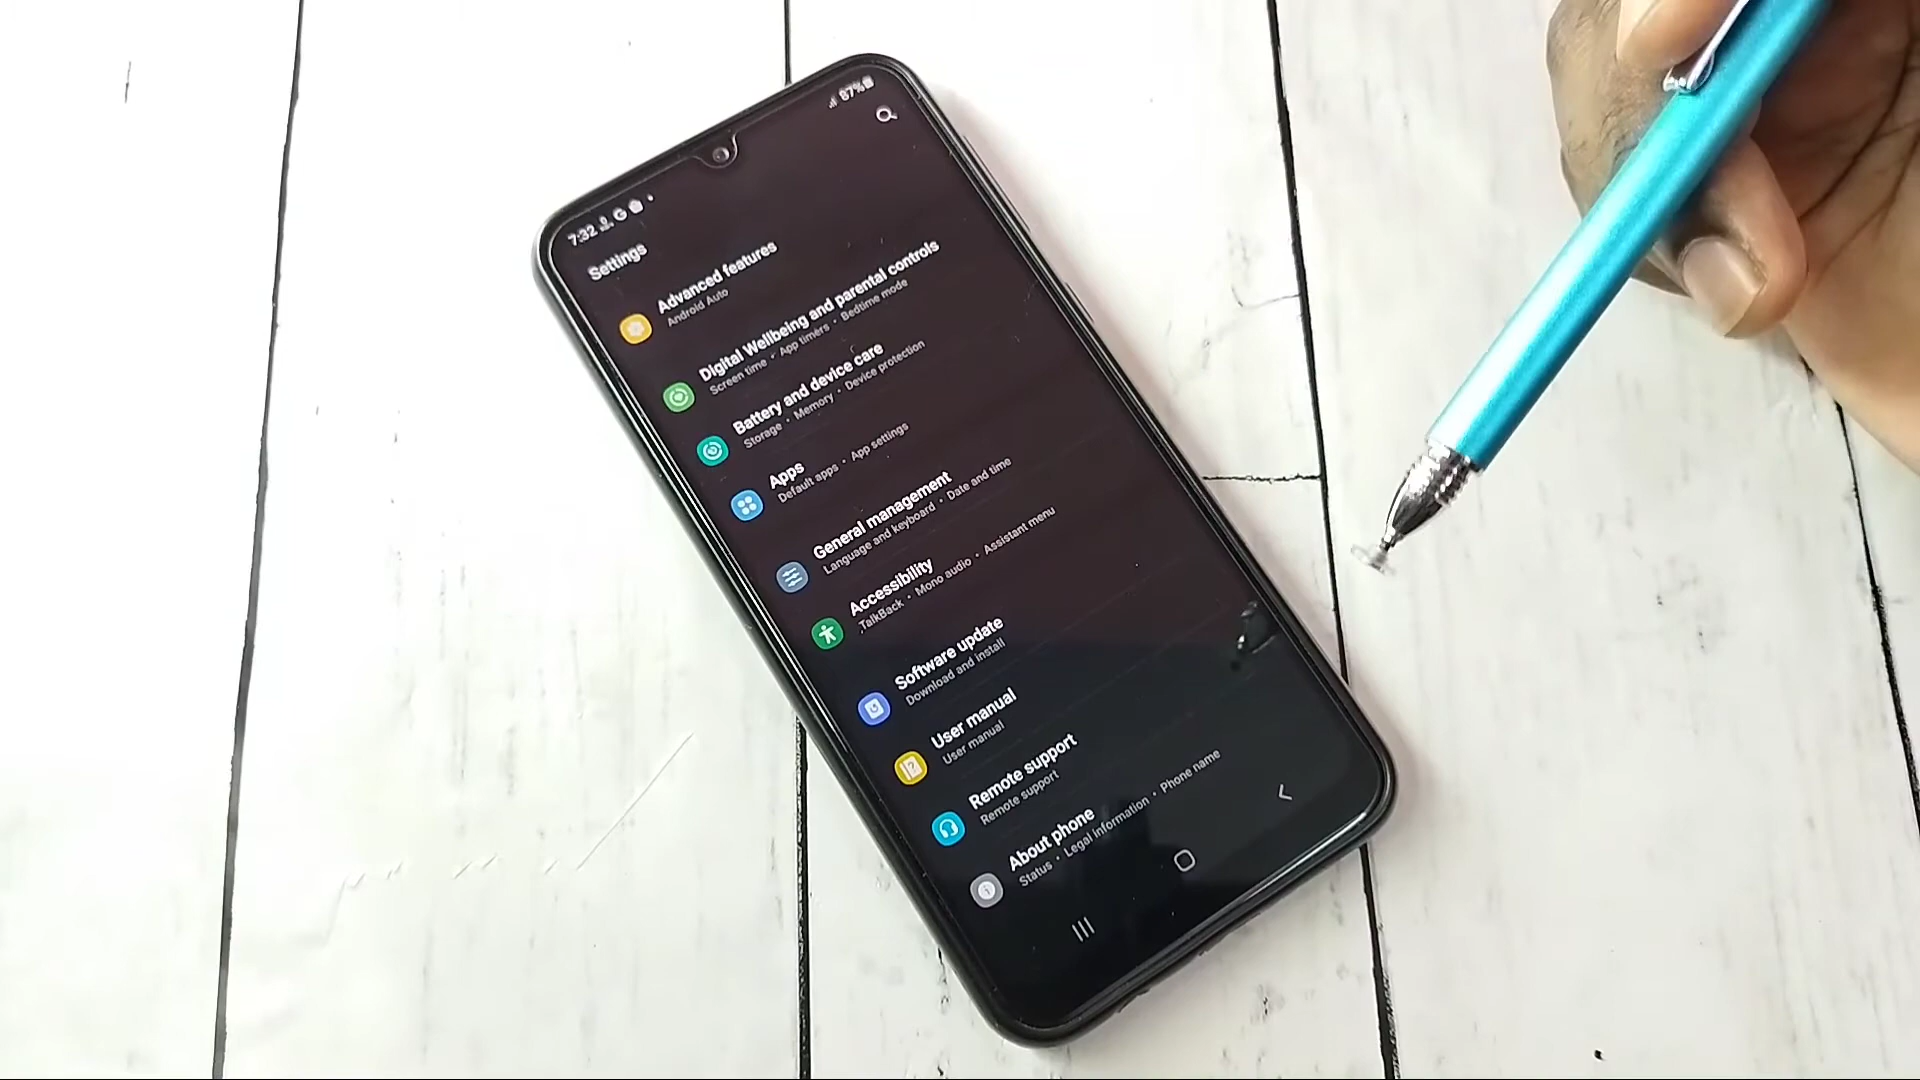 7:32
87%
Settings
Advanced features
Android Auto
Digital Wellbeing and parental controls
Screen time • App timers • Bedtime mode
Battery and device care
Storage • Memory • Device protection
Apps
Default apps • App settings
General management
Language and keyboard • Date and time
Accessibility
TalkBack • Mono audio • Assistant menu
Software update
Download and install
User manual
User manual
Remote support
Remote support
About phone
Status • Legal information • Phone name